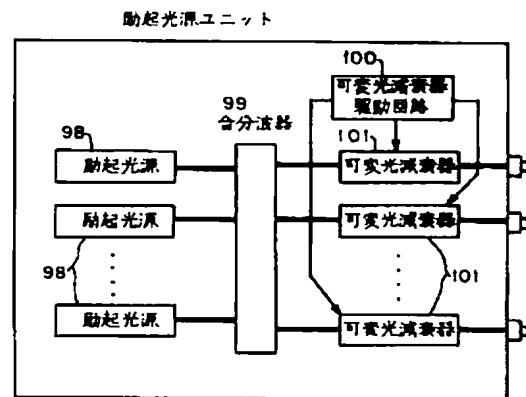 励起光源ユニット
100
可変光減衰器
駆動回路
99
合分波器
98
励起光源
101
可変光減衰器
励起光源
可変光減衰器
98
101
励起光源
可変光減衰器